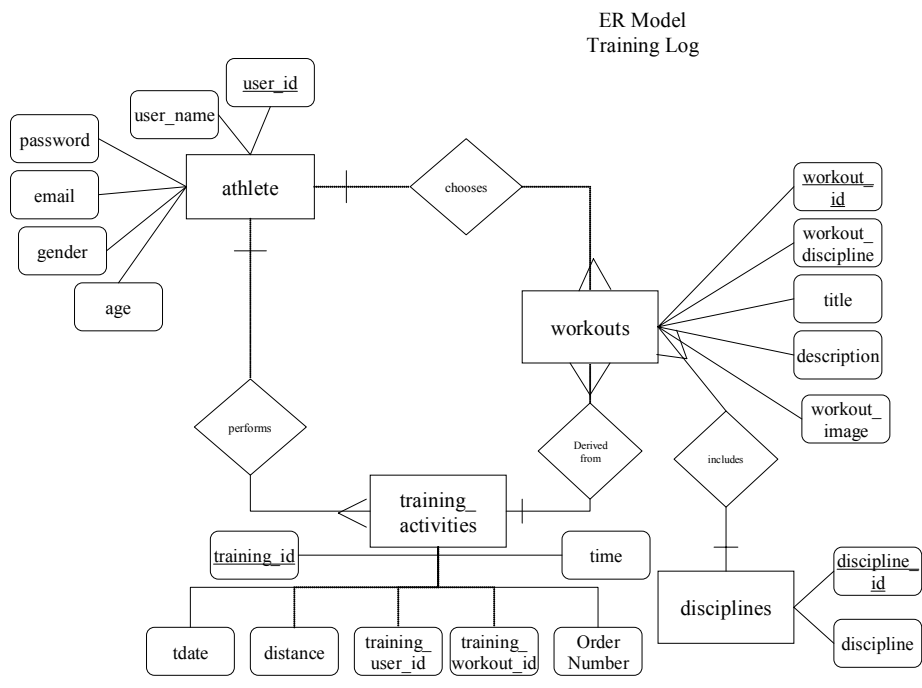 ER Model
Training Log
user_id
user_name
password
email
gender
age
athlete
chooses
workout_
id
workout_
discipline
title
description
workout_
image
workouts
performs
Derived
from
includes
training_
activities
training_id
time
tdate
distance
training_
user_id
training_
workout_id
Order
Number
disciplines
discipline_
id
discipline